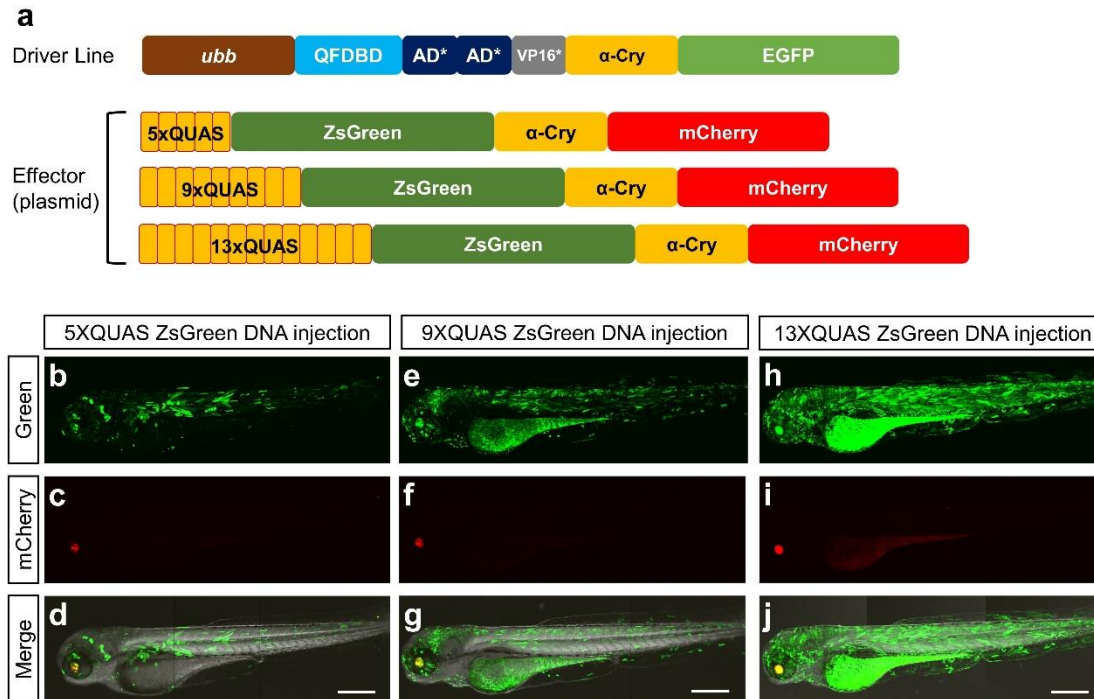 a
Driver Line
ubb QFDBD AD* AD* VP16* α-Cry EGFP
Effector
(plasmid)
5xQUAS ZsGreen α-Cry mCherry
9xQUAS ZsGreen α-Cry mCherry
13xQUAS ZsGreen α-Cry mCherry
5XQUAS ZsGreen DNA injection 9XQUAS ZsGreen DNA injection 13XQUAS ZsGreen DNA injection
Green b e h
mCherry c f i
Merge d g j